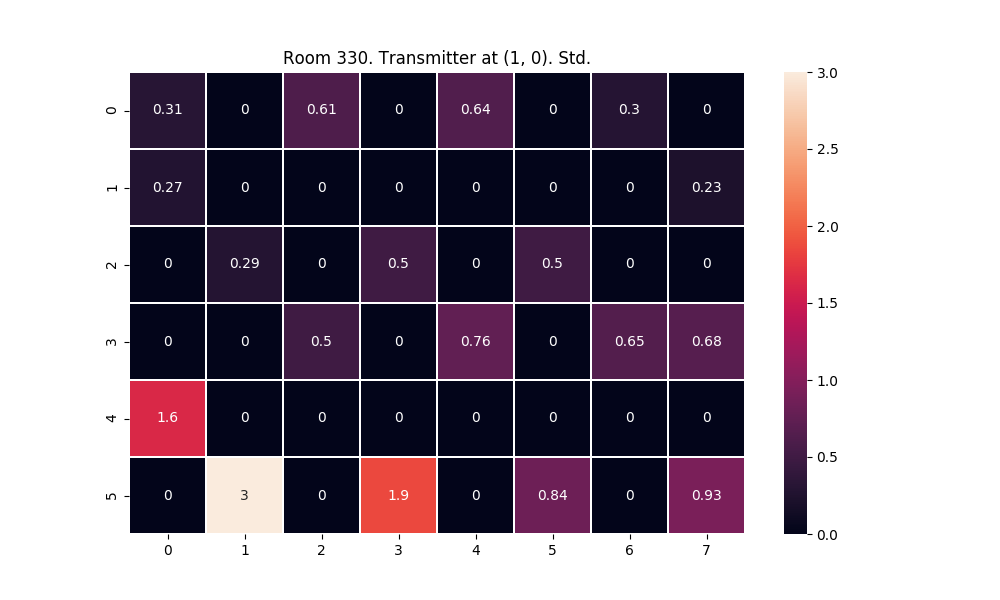 Room 330. Transmitter at (1, 0). Std.
0 0.31 0 0.61 0 0.64 0 0.3 0
1 0.27 0 0 0 0 0 0 0.23
2 0 0.29 0 0.5 0 0.5 0 0
3 0 0 0.5 0 0.76 0 0.65 0.68
4 1.6 0 0 0 0 0 0 0
5 0 3 0 1.9 0 0.84 0 0.93
0 1 2 3 4 5 6 7
3.0
2.5
2.0
1.5
1.0
0.5
0.0